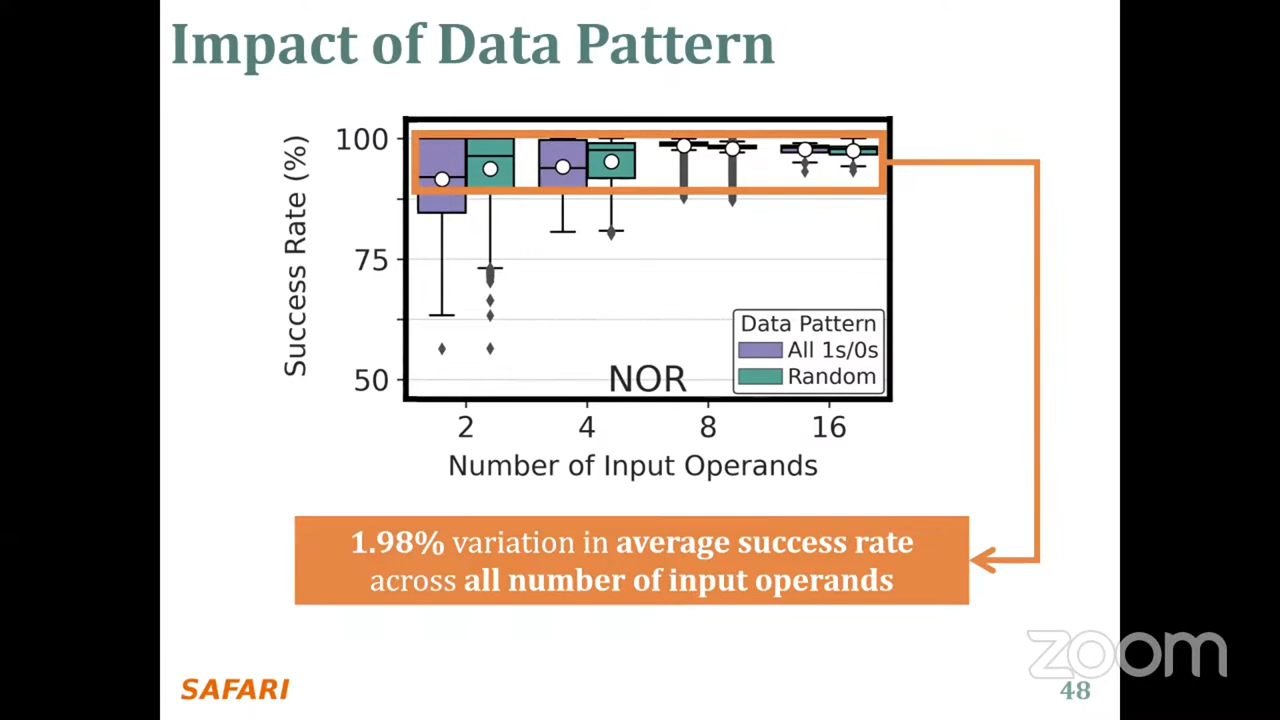 Impact of Data Pattern
100
75
50
Success Rate (%)
NOR
Data Pattern
All 1s/0s
Random
2 4 8 16
Number of Input Operands
1.98% variation in average success rate
across all number of input operands
zoom
SAFARI
48